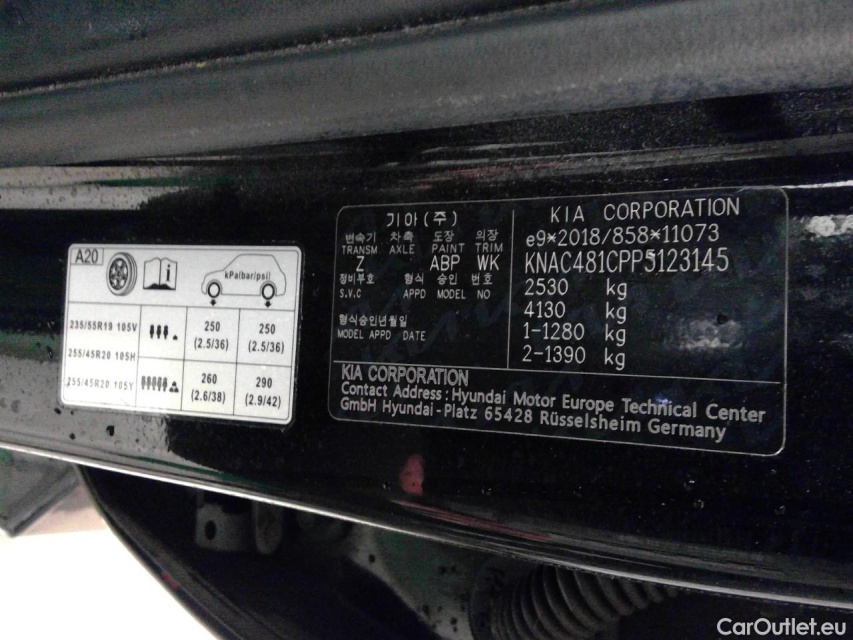 A20
i
kPa(bar/psi)
235/55R19 105V
255/45R20 105H
255/45R20 105Y
250
(2.5/36)
250
(2.5/36)
260
(2.6/38)
290
(2.9/42)
기아(주)
변속기 차축 도장 의장
TRANSM AXLE PAINT TRIM
Z ABP WK
정비부호 형식 승인 번호
S.V.C APPD MODEL NO
형식승인년월일
MODEL APPD DATE
KIA CORPORATION
e9*2018/858*11073
KNAC481CPP5123145
2530 kg
4130 kg
1-1280 kg
2-1390 kg
KIA CORPORATION
Contact Address : Hyundai Motor Europe Technical Center
GmbH Hyundai-Platz 65428 Rüsselsheim Germany
CarOutlet.eu